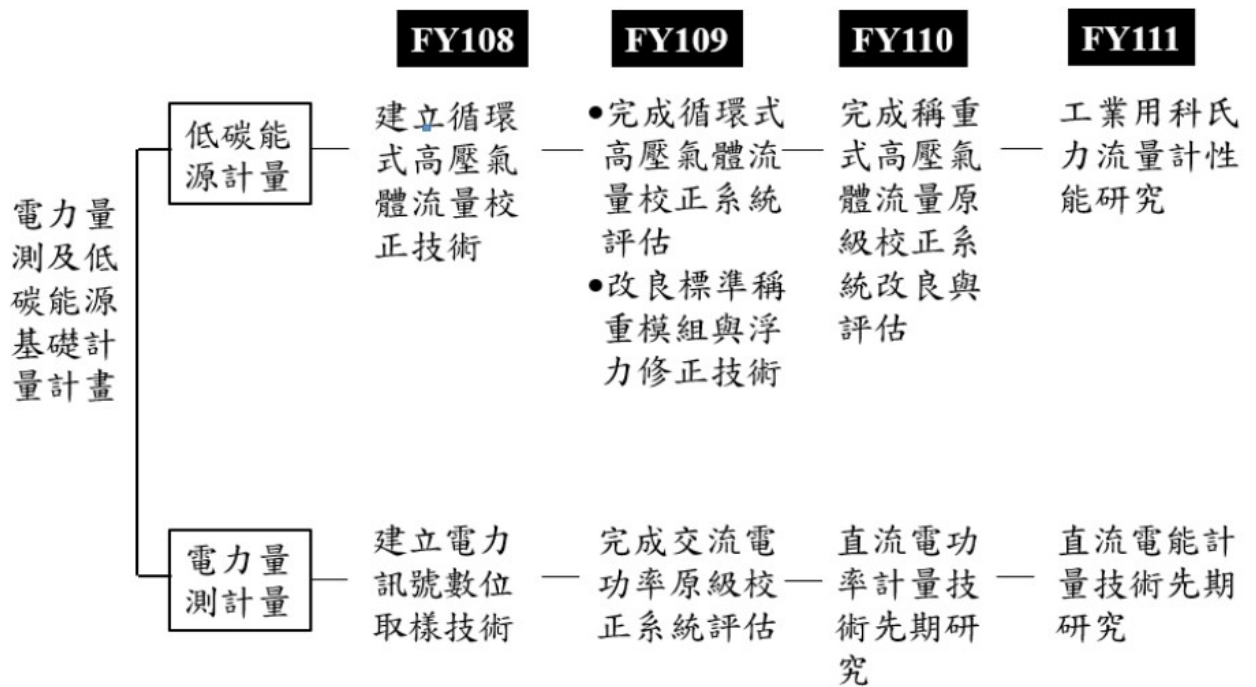 FY108
FY109
FY110
FY111
電力量
測及低
碳能源
基礎計
量計畫
低碳能
源計量
建立循環
式高壓氣
體流量校
正技術
●完成循環式
高壓氣體流
量校正系統
評估
●改良標準稱
重模組與浮
力修正技術
完成稱重
式高壓氣
體流量原
級校正系
統改良與
評估
工業用科氏
力流量計性
能研究
電力量
測計量
建立電力
訊號數位
取樣技術
完成交流電
功率原級校
正系統評估
直流電功
率計量技
術先期研
究
直流電能計
量技術先期
研究